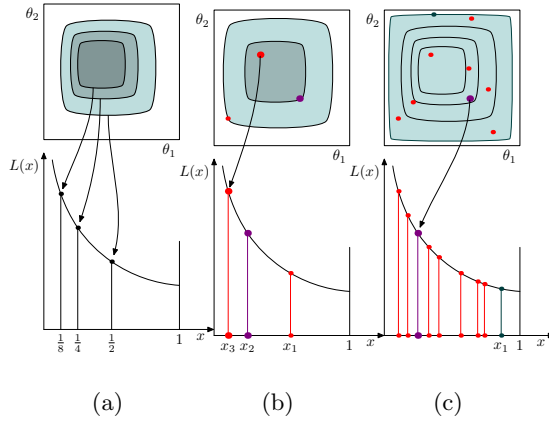 θ2 θ2 θ2
θ1 θ1 θ1
L(x) L(x) L(x)
1/8 1/4 1/2 1 x
x3 x2 x1 1 x
x1 1 x
(a) (b) (c)